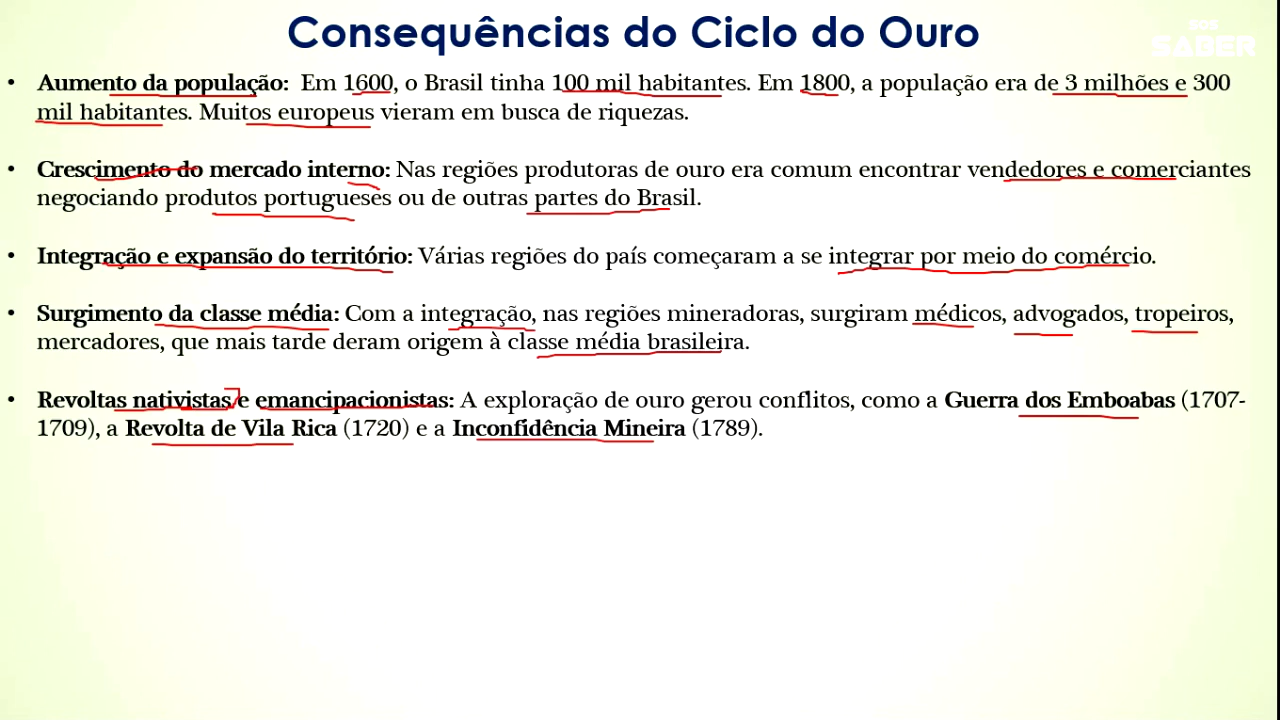 Consequências do Ciclo do Ouro
SOS
SABER
• Aumento da população: Em 1600, o Brasil tinha 100 mil habitantes. Em 1800, a população era de 3 milhões e 300
mil habitantes. Muitos europeus vieram em busca de riquezas.
• Crescimento do mercado interno: Nas regiões produtoras de ouro era comum encontrar vendedores e comerciantes
negociando produtos portugueses ou de outras partes do Brasil.
• Integração e expansão do território: Várias regiões do país começaram a se integrar por meio do comércio.
• Surgimento da classe média: Com a integração, nas regiões mineradoras, surgiram médicos, advogados, tropeiros,
mercadores, que mais tarde deram origem à classe média brasileira.
• Revoltas nativistas e emancipacionistas: A exploração de ouro gerou conflitos, como a Guerra dos Emboabas (1707-
1709), a Revolta de Vila Rica (1720) e a Inconfidência Mineira (1789).